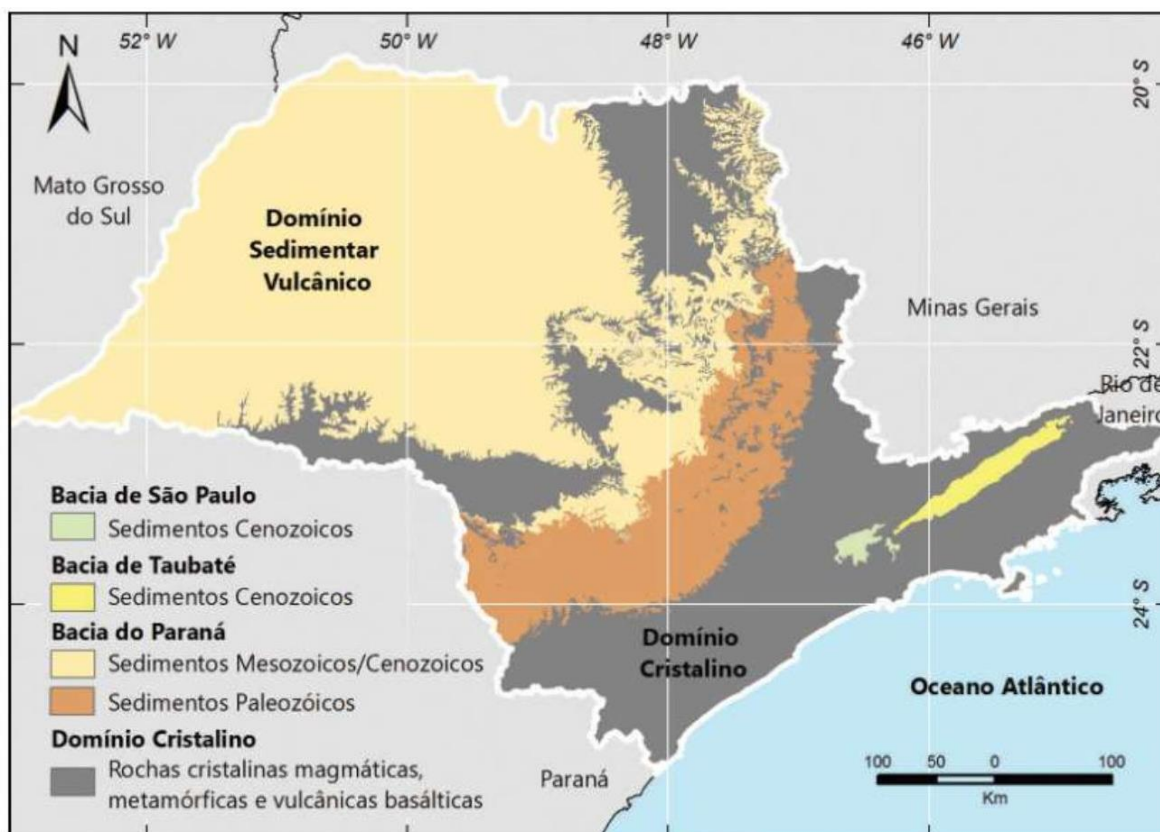 52° W
50° W
48° W
46° W
N
20° S
Mato Grosso
do Sul
Domínio
Sedimentar
Vulcânico
Minas Gerais
22° S
Rio de
Janeiro
Bacia de São Paulo
Sedimentos Cenozoicos
Bacia de Taubaté
Sedimentos Cenozoicos
24° S
Bacia do Paraná
Sedimentos Mesozoicos/Cenozoicos
Sedimentos Paleozóicos
Domínio
Cristalino
Oceano Atlântico
Domínio Cristalino
Rochas cristalinas magmáticas,
metamórficas e vulcânicas basálticas
Paraná
100 50 0 100
Km